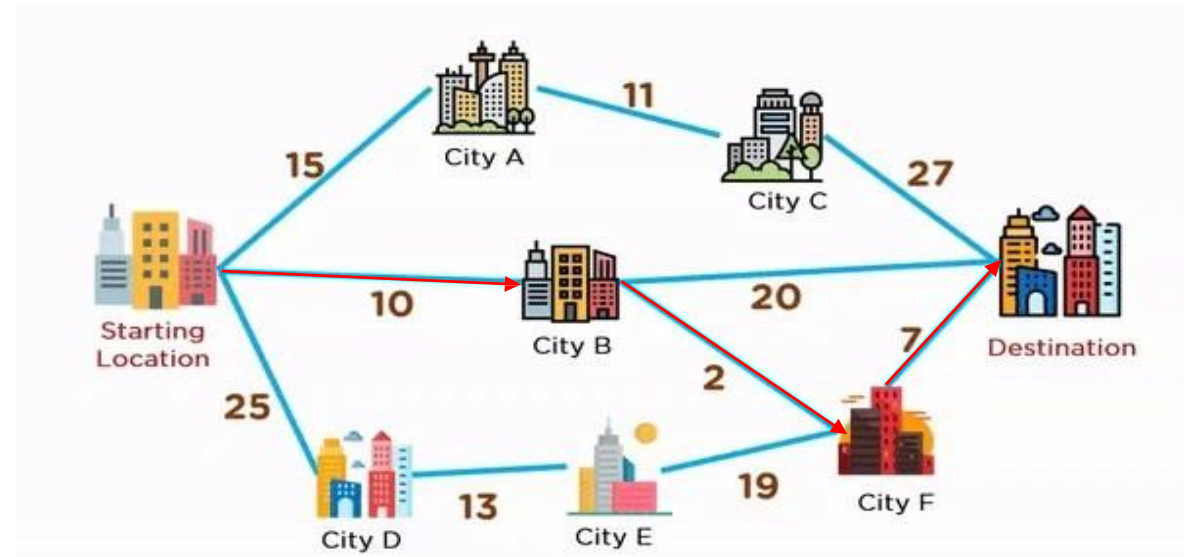 11
City A
15
27
City C
10
20
Starting
Location
City B
7
Destination
2
25
19
13
City F
City D
City E